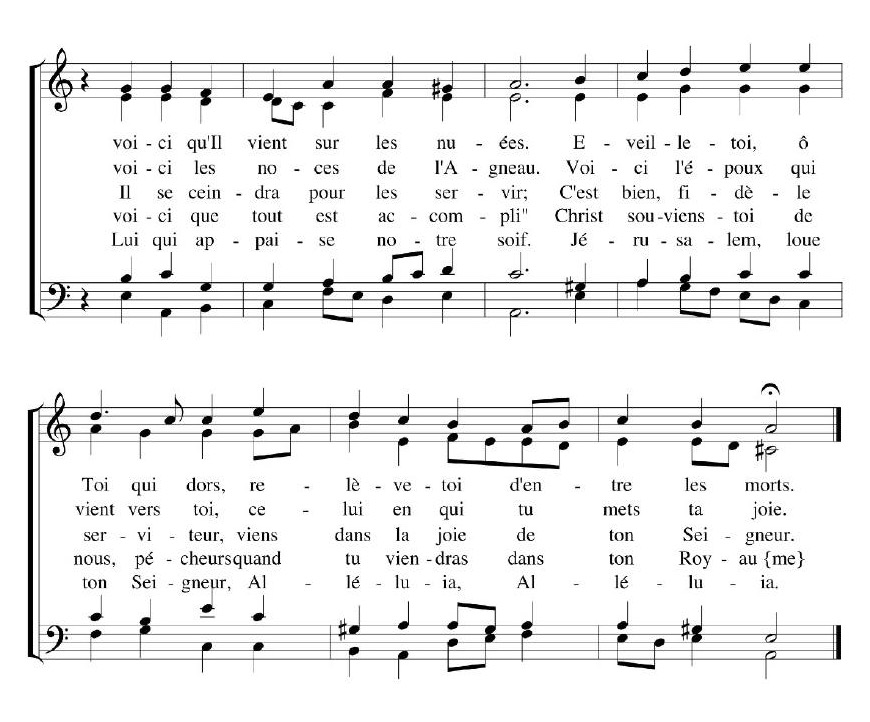 voi - ci qu'Il vient sur les nu - ées. E - veil - le - toi, ô
voi - ci les no - ces de l'A - gneau. Voi - ci l'é - poux qui
Il se cein - dra pour les ser - vir; C'est bien, fi - dè - le
voi - ci que tout est ac - com - pli" Christ sou - viens - toi de
Lui qui ap - pai - se no - tre soif. Jé - ru - sa - lem, loue
Toi qui dors, re - lè - ve - toi d'en - tre les morts.
vient vers toi, ce - lui en qui tu mets ta joie.
ser - vi - teur, viens dans la joie de ton Sei - gneur.
nous, pé - cheursquand tu vien - dras dans ton Roy - au {me}
ton Sei - gneur, Al - lé - lu - ia, Al - lé - lu - ia.